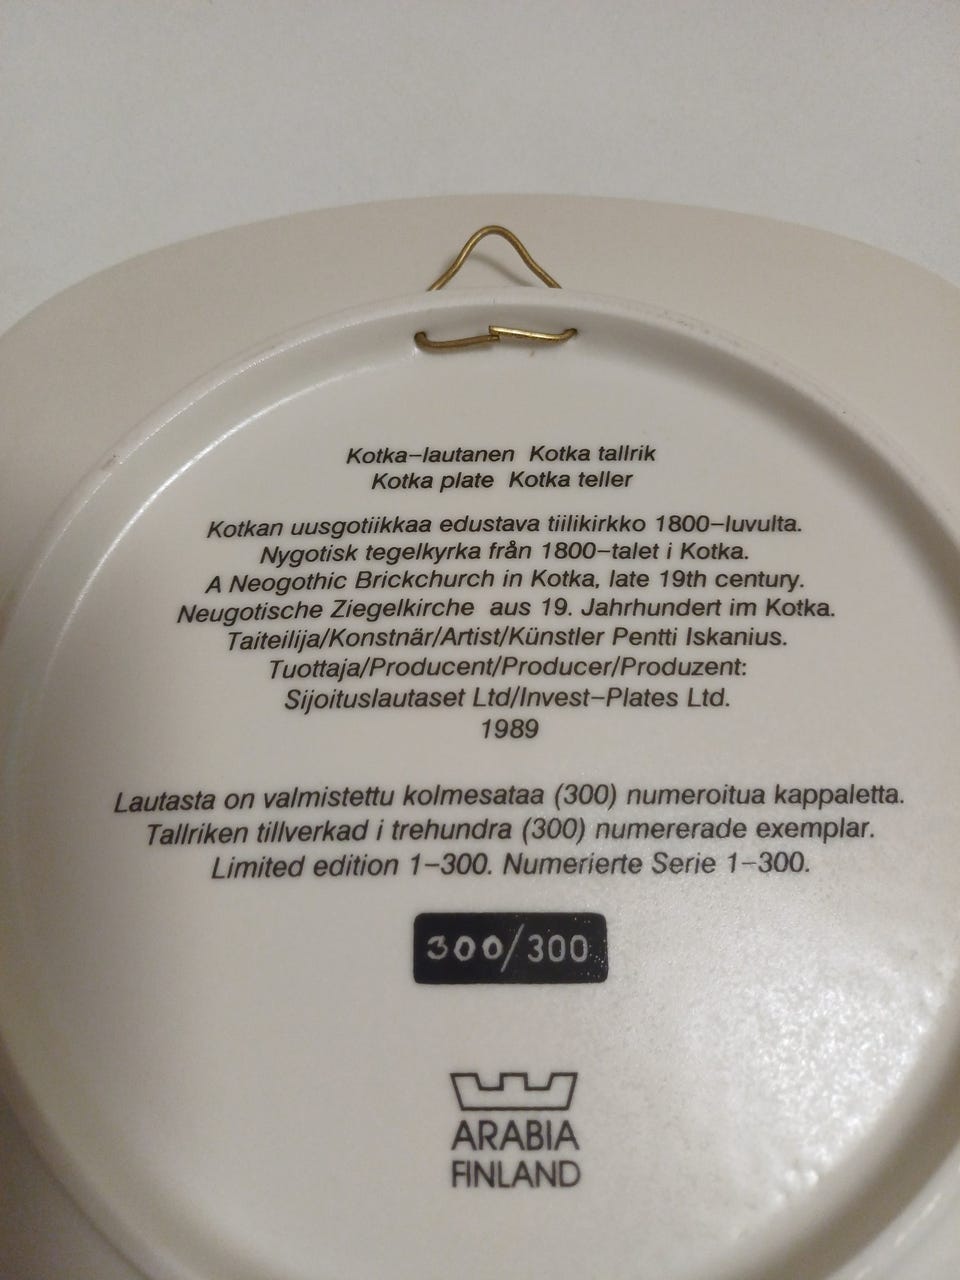 Kotka–lautanen Kotka tallrik
Kotka plate Kotka teller
Kotkan uusgotiikkaa edustava tiilikirkko 1800–luvulta.
Nygotisk tegelkyrka från 1800–talet i Kotka.
A Neogothic Brickchurch in Kotka, late 19th century.
Neugotische Ziegelkirche aus 19. Jahrhundert im Kotka.
Taiteilija/Konstnär/Artist/Künstler Pentti Iskanius.
Tuottaja/Producent/Producer/Produzent:
Sijoituslautaset Ltd/Invest–Plates Ltd.
1989
Lautasta on valmistettu kolmesataa (300) numeroitua kappaletta.
Tallriken tillverkad i trehundra (300) numererade exemplar.
Limited edition 1–300. Numerierte Serie 1–300.
300/300
ARABIA
FINLAND